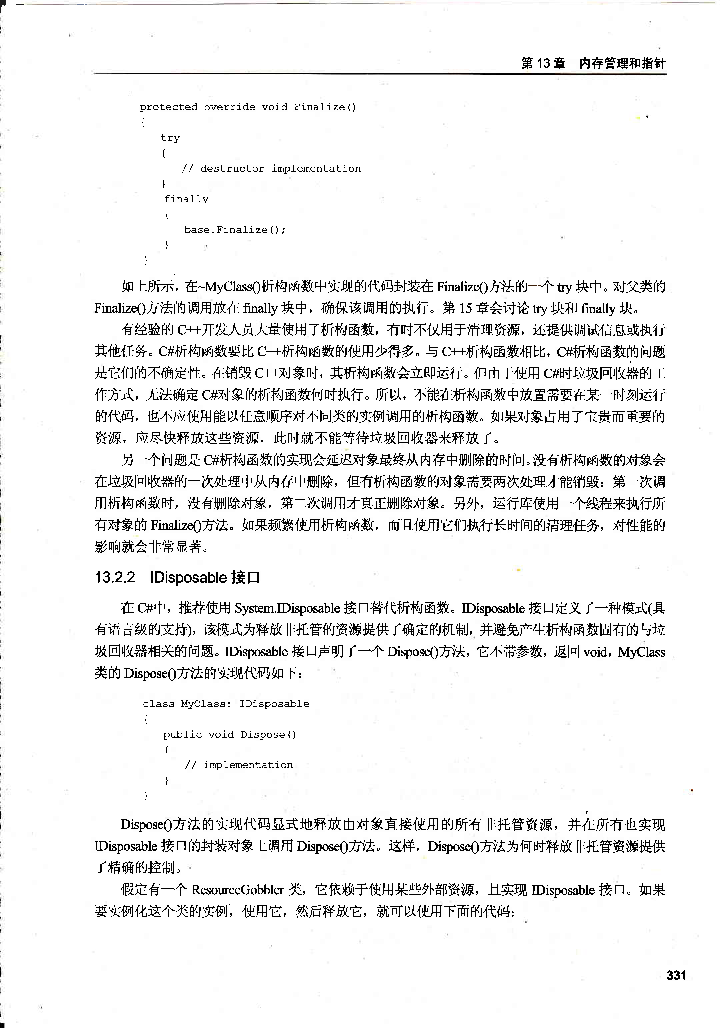 第 13 章 内存管理和指针
protected override void Finalize()
{
try
{
// destructor implementation
}
finally
{
base.Finalize();
}
}
如上所示，在~MyClass()析构函数中实现的代码封装在 Finalize()方法的一个 try 块中。对父类的
Finalize()方法的调用放在 finally 块中，确保该调用的执行。第 15 章会讨论 try 块和 finally 块。
有经验的 C++开发人员大量使用了析构函数，有时不仅用于清理资源，还提供调试信息或执行
其他任务。C#析构函数要比 C++析构函数的使用少得多。与 C++析构函数相比，C#析构函数的问题
是它们的不确定性。在销毁 C++对象时，其析构函数会立即运行。但由于使用 C#时垃圾回收器的工
作方式，无法确定 C#对象的析构函数何时执行。所以，不能在析构函数中放置需要在某一时刻运行
的代码，也不应使用能以任意顺序对不同类的实例调用的析构函数。如果对象占用了宝贵而重要的
资源，应尽快释放这些资源，此时就不能等待垃圾回收器来释放了。
另一个问题是 C#析构函数的实现会延迟对象最终从内存中删除的时间。没有析构函数的对象会
在垃圾回收器的一次处理中从内存中删除，但有析构函数的对象需要两次处理才能销毁：第一次调
用析构函数时，没有删除对象，第二次调用才真正删除对象。另外，运行库使用一个线程来执行所
有对象的 Finalize()方法。如果频繁使用析构函数，而且使用它们执行长时间的清理任务，对性能的
影响就会非常显著。
13.2.2 IDisposable 接口
在 C#中，推荐使用 System.IDisposable 接口替代析构函数。IDisposable 接口定义了一种模式(具
有语言级的支持)，该模式为释放非托管的资源提供了确定的机制，并避免产生析构函数固有的与垃
圾回收器相关的问题。IDisposable 接口声明了一个 Dispose()方法，它不带参数，返回 void，MyClass
类的 Dispose()方法的实现代码如下：
class MyClass: IDisposable
{
public void Dispose()
{
// implementation
}
}
Dispose()方法的实现代码显式地释放由对象直接使用的所有非托管资源，并在所有也实现
IDisposable 接口的封装对象上调用 Dispose()方法。这样，Dispose()方法为何时释放非托管资源提供
了精确的控制。
假定有一个 ResourceGobbler 类，它依赖于使用某些外部资源，且实现 IDisposable 接口。如果
要实例化这个类的实例，使用它，然后释放它，就可以使用下面的代码：
331